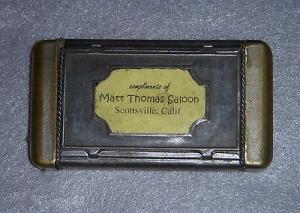 compliments of
Matt Thomas Saloon
Scottsville, Calif.